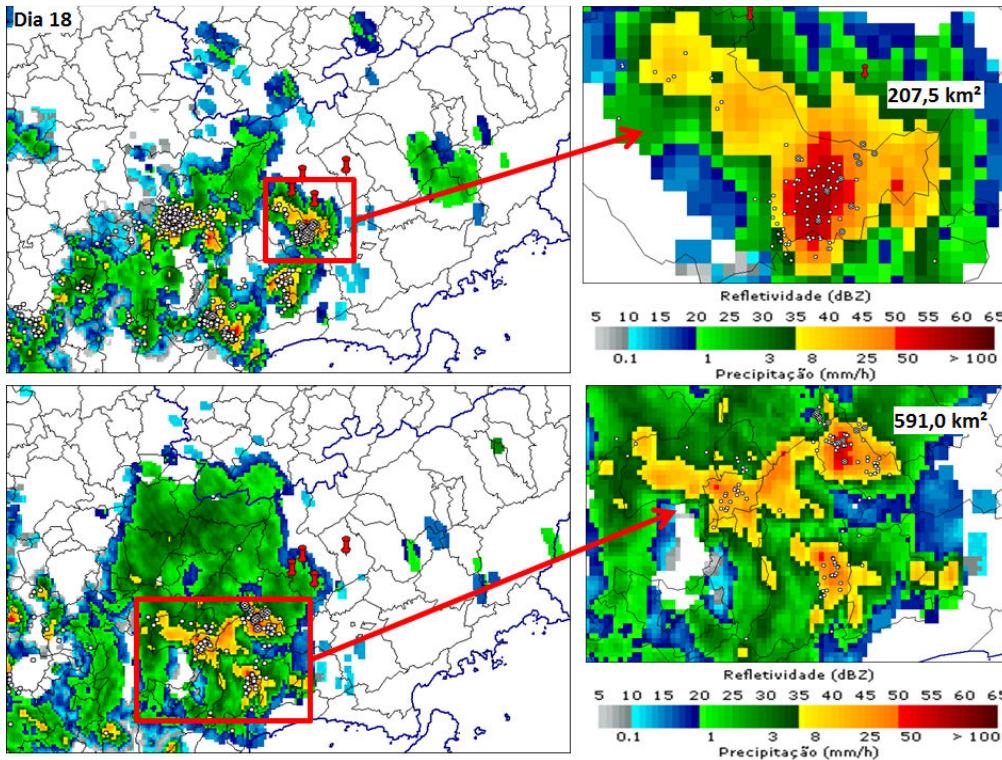 Dia 18
207,5 km²
Refletividade (dBZ)
5 10 15 20 25 30 35 40 45 50 55 60 65
0.1 1 3 8 25 50 > 100
Precipitação (mm/h)
591,0 km²
Refletividade (dBZ)
5 10 15 20 25 30 35 40 45 50 55 60 65
0.1 1 3 8 25 50 > 100
Precipitação (mm/h)